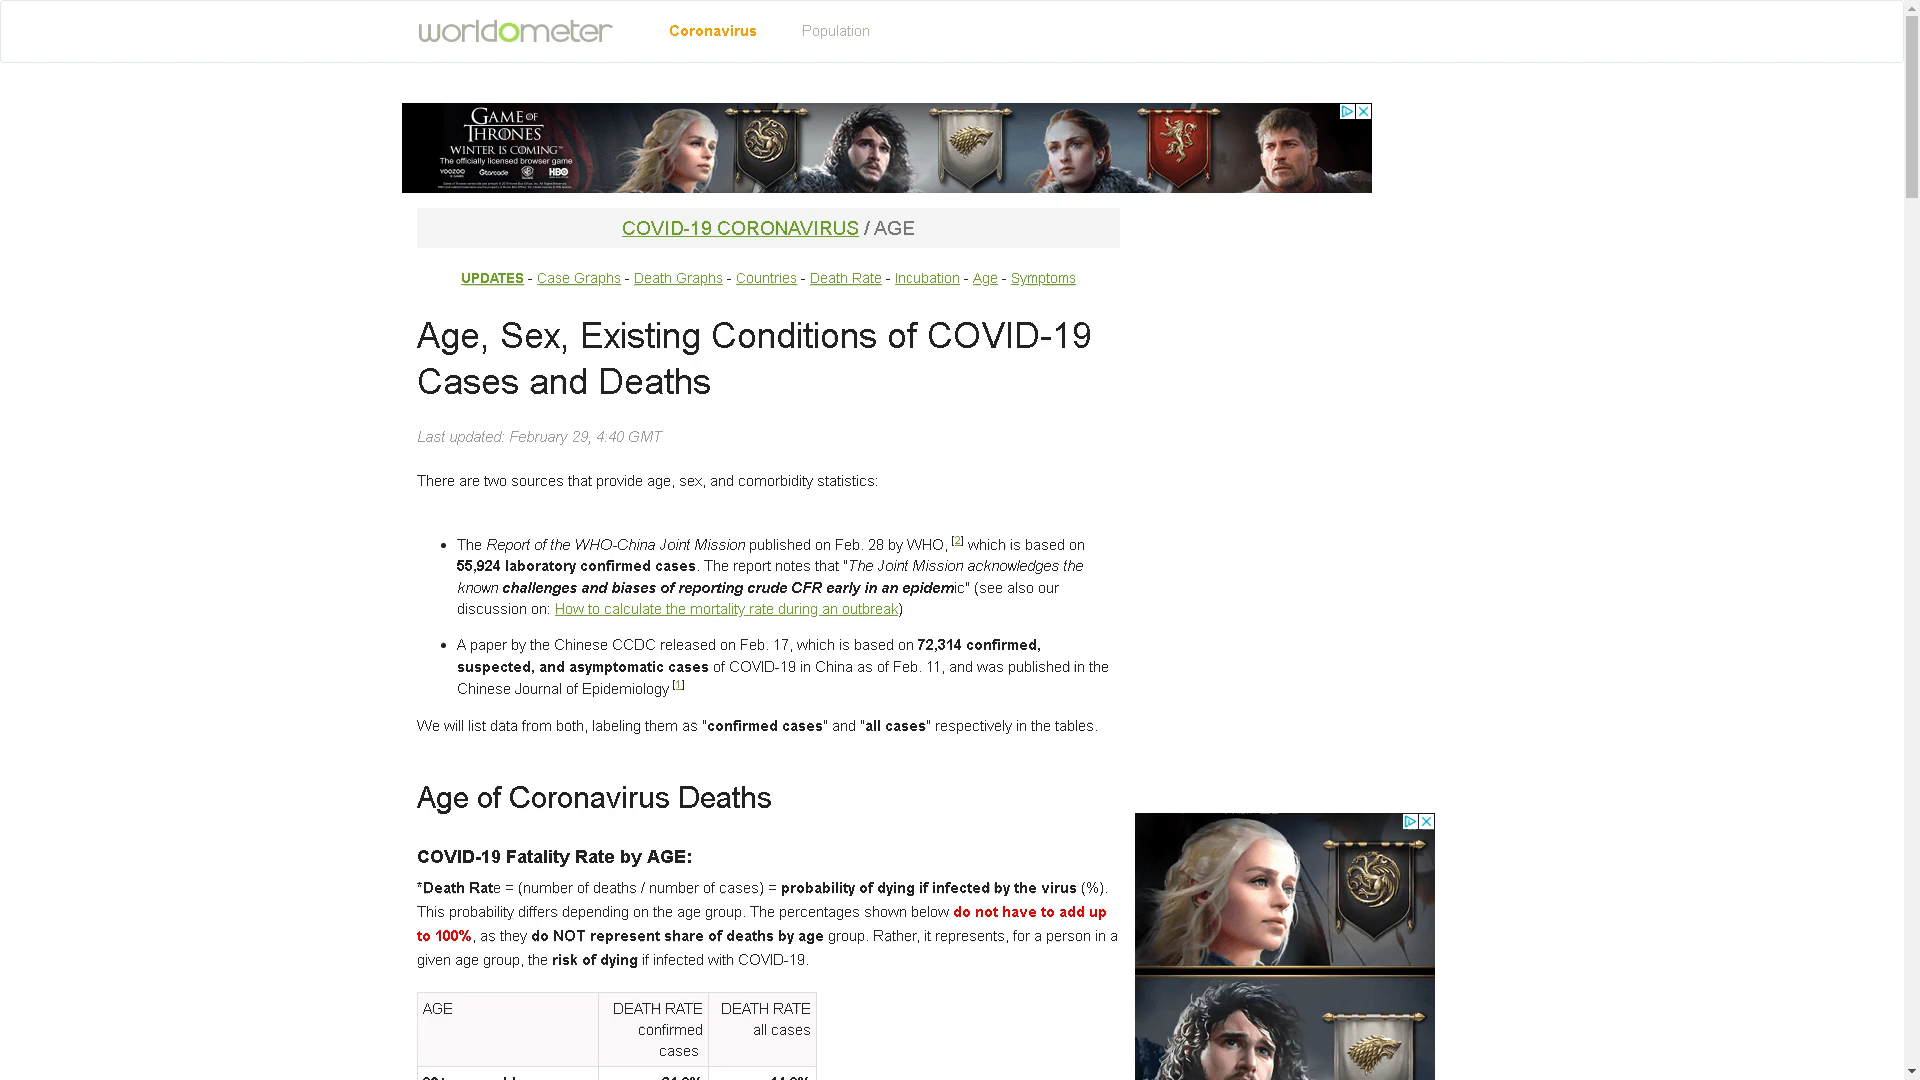 worldometer
Coronavirus
Population
GAME OF
THRONES
WINTER IS COMING™
The officially licensed browser game
YOOZOO Gtarcade WB HBO
COVID-19 CORONAVIRUS / AGE
UPDATES - Case Graphs - Death Graphs - Countries - Death Rate - Incubation - Age - Symptoms
Age, Sex, Existing Conditions of COVID-19
Cases and Deaths
Last updated: February 29, 4:40 GMT
There are two sources that provide age, sex, and comorbidity statistics:
The Report of the WHO-China Joint Mission published on Feb. 28 by WHO, [2] which is based on
55,924 laboratory confirmed cases. The report notes that "The Joint Mission acknowledges the
known challenges and biases of reporting crude CFR early in an epidemic" (see also our
discussion on: How to calculate the mortality rate during an outbreak)
A paper by the Chinese CCDC released on Feb. 17, which is based on 72,314 confirmed,
suspected, and asymptomatic cases of COVID-19 in China as of Feb. 11, and was published in the
Chinese Journal of Epidemiology [1]
We will list data from both, labeling them as "confirmed cases" and "all cases" respectively in the tables.
Age of Coronavirus Deaths
COVID-19 Fatality Rate by AGE:
*Death Rate = (number of deaths / number of cases) = probability of dying if infected by the virus (%).
This probability differs depending on the age group. The percentages shown below do not have to add up
to 100%, as they do NOT represent share of deaths by age group. Rather, it represents, for a person in a
given age group, the risk of dying if infected with COVID-19.
AGE
DEATH RATE
confirmed
cases
DEATH RATE
all cases